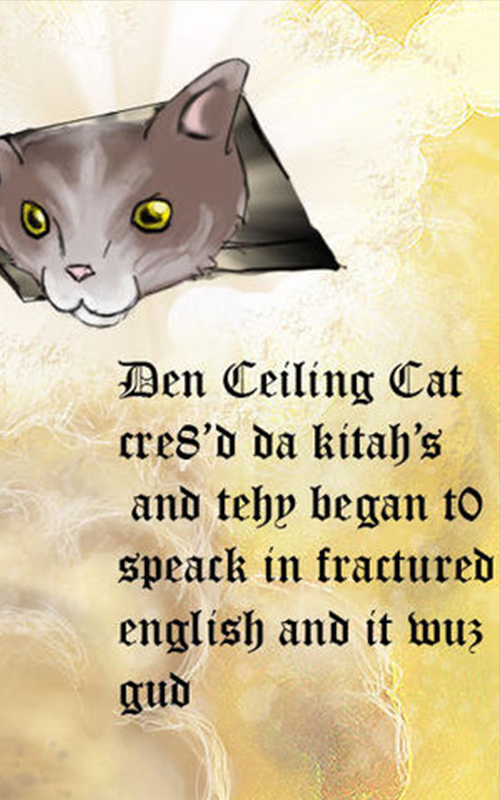 Den Ceiling Cat
cre8'd da kitah's
and tehy began t0
speack in fractured
english and it wuz
gud